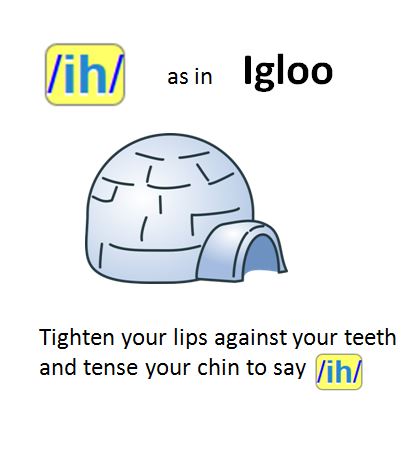 /ih/ as in Igloo
Tighten your lips against your teeth
and tense your chin to say /ih/